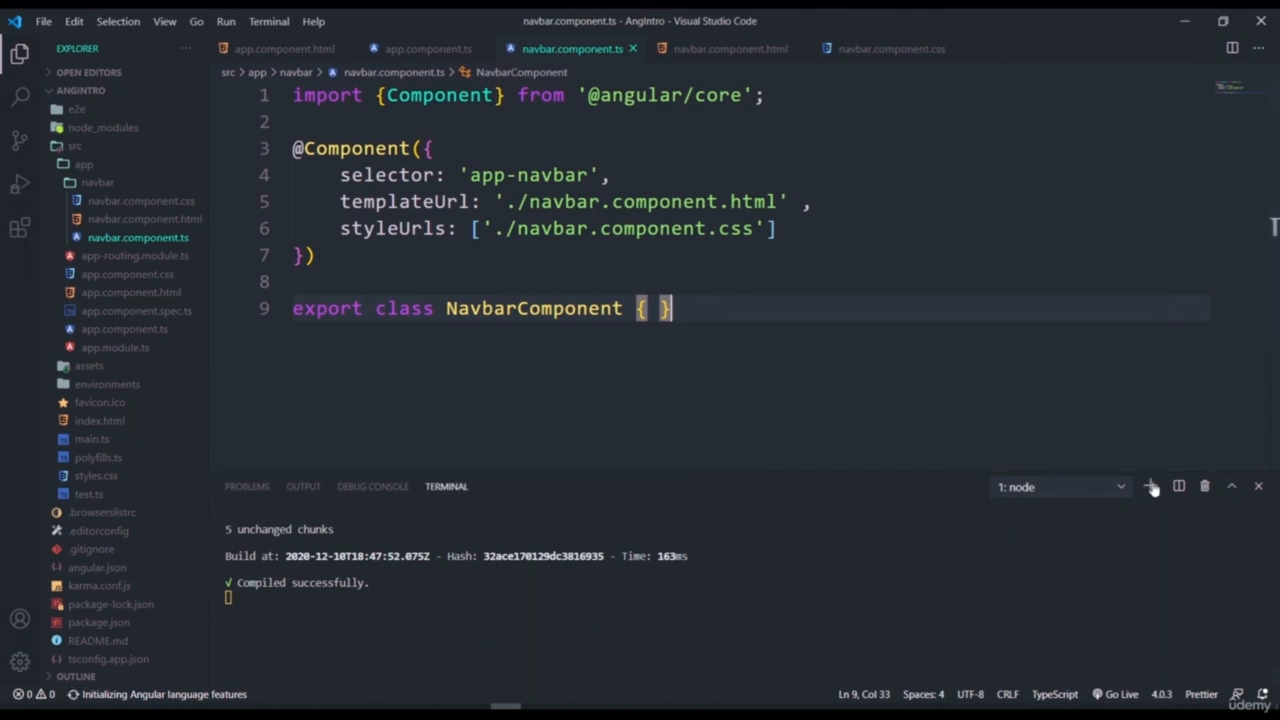 File Edit Selection View Go Run Terminal Help
navbar.component.ts - AngIntro - Visual Studio Code
EXPLORER
app.component.html
app.component.ts
navbar.component.ts
navbar.component.html
navbar.component.css
OPEN EDITORS
ANGINTRO
e2e
node_modules
src
app
navbar
navbar.component.css
navbar.component.html
navbar.component.ts
app-routing.module.ts
app.component.css
app.component.html
app.component.spec.ts
app.component.ts
app.module.ts
assets
environments
favicon.ico
index.html
main.ts
polyfills.ts
styles.css
test.ts
.browserslistrc
.editorconfig
.gitignore
angular.json
karma.conf.js
package-lock.json
package.json
README.md
tsconfig.app.json
OUTLINE
src > app > navbar > navbar.component.ts > NavbarComponent
1 import {Component} from '@angular/core';
2
3 @Component({
4 selector: 'app-navbar',
5 templateUrl: './navbar.component.html' ,
6 styleUrls: ['./navbar.component.css']
7 })
8
9 export class NavbarComponent { }
PROBLEMS OUTPUT DEBUG CONSOLE TERMINAL
1: node
5 unchanged chunks
Build at: 2020-12-10T18:47:52.075Z - Hash: 32ace170129dc3816935 - Time: 163ms
√ Compiled successfully.
0 0 Initializing Angular language features
Ln 9, Col 33 Spaces: 4 UTF-8 CRLF TypeScript Go Live 4.0.3 Prettier
udemy